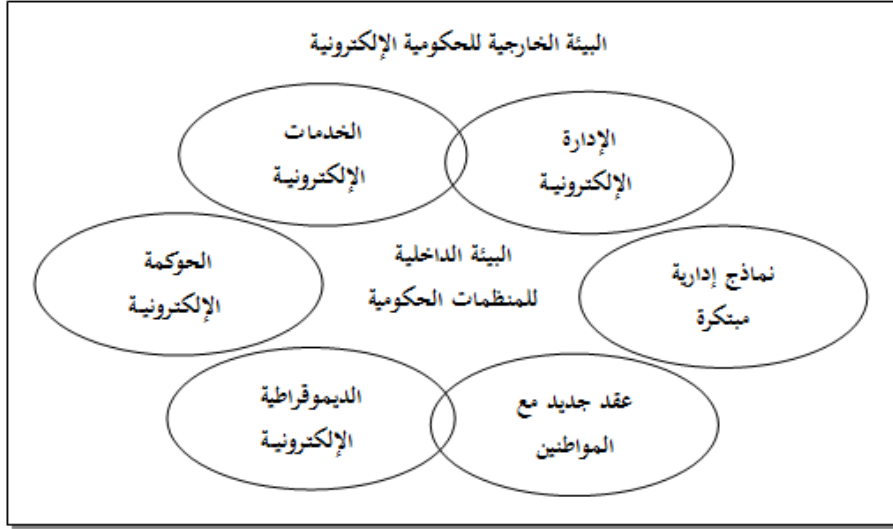 البيئة الخارجية للحكومية الإلكترونية
الإدارة
الإلكترونية
الخدمات
الإلكترونية
نماذج إدارية
مبتكرة
البيئة الداخلية
للمنظمات الحكومية
الحوكمة
الإلكترونية
عقد جديد مع
المواطنين
الديموقراطية
الإلكترونية